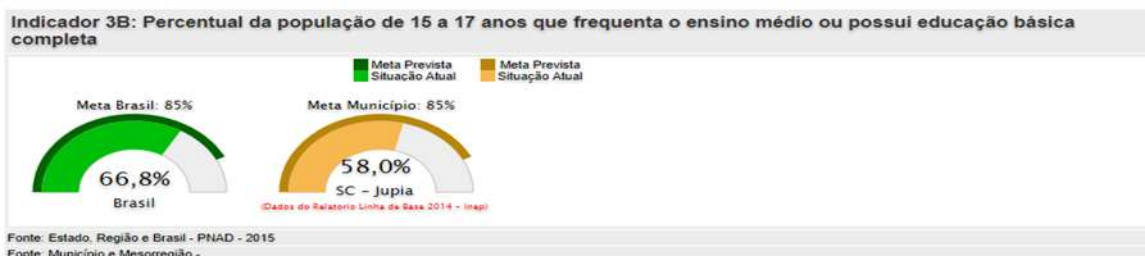 Indicador 3B: Percentual da população de 15 a 17 anos que frequenta o ensino médio ou possui educação básica
completa
Meta Prevista
Situação Atual
Meta Prevista
Situação Atual
Meta Brasil: 85%
Meta Município: 85%
66,8%
Brasil
58,0%
SC - Jupia
(Dados do Relatorio Linha de Base 2014 - Inep)
Fonte: Estado, Região e Brasil - PNAD - 2015
Fonte: Município e Mesorregião -